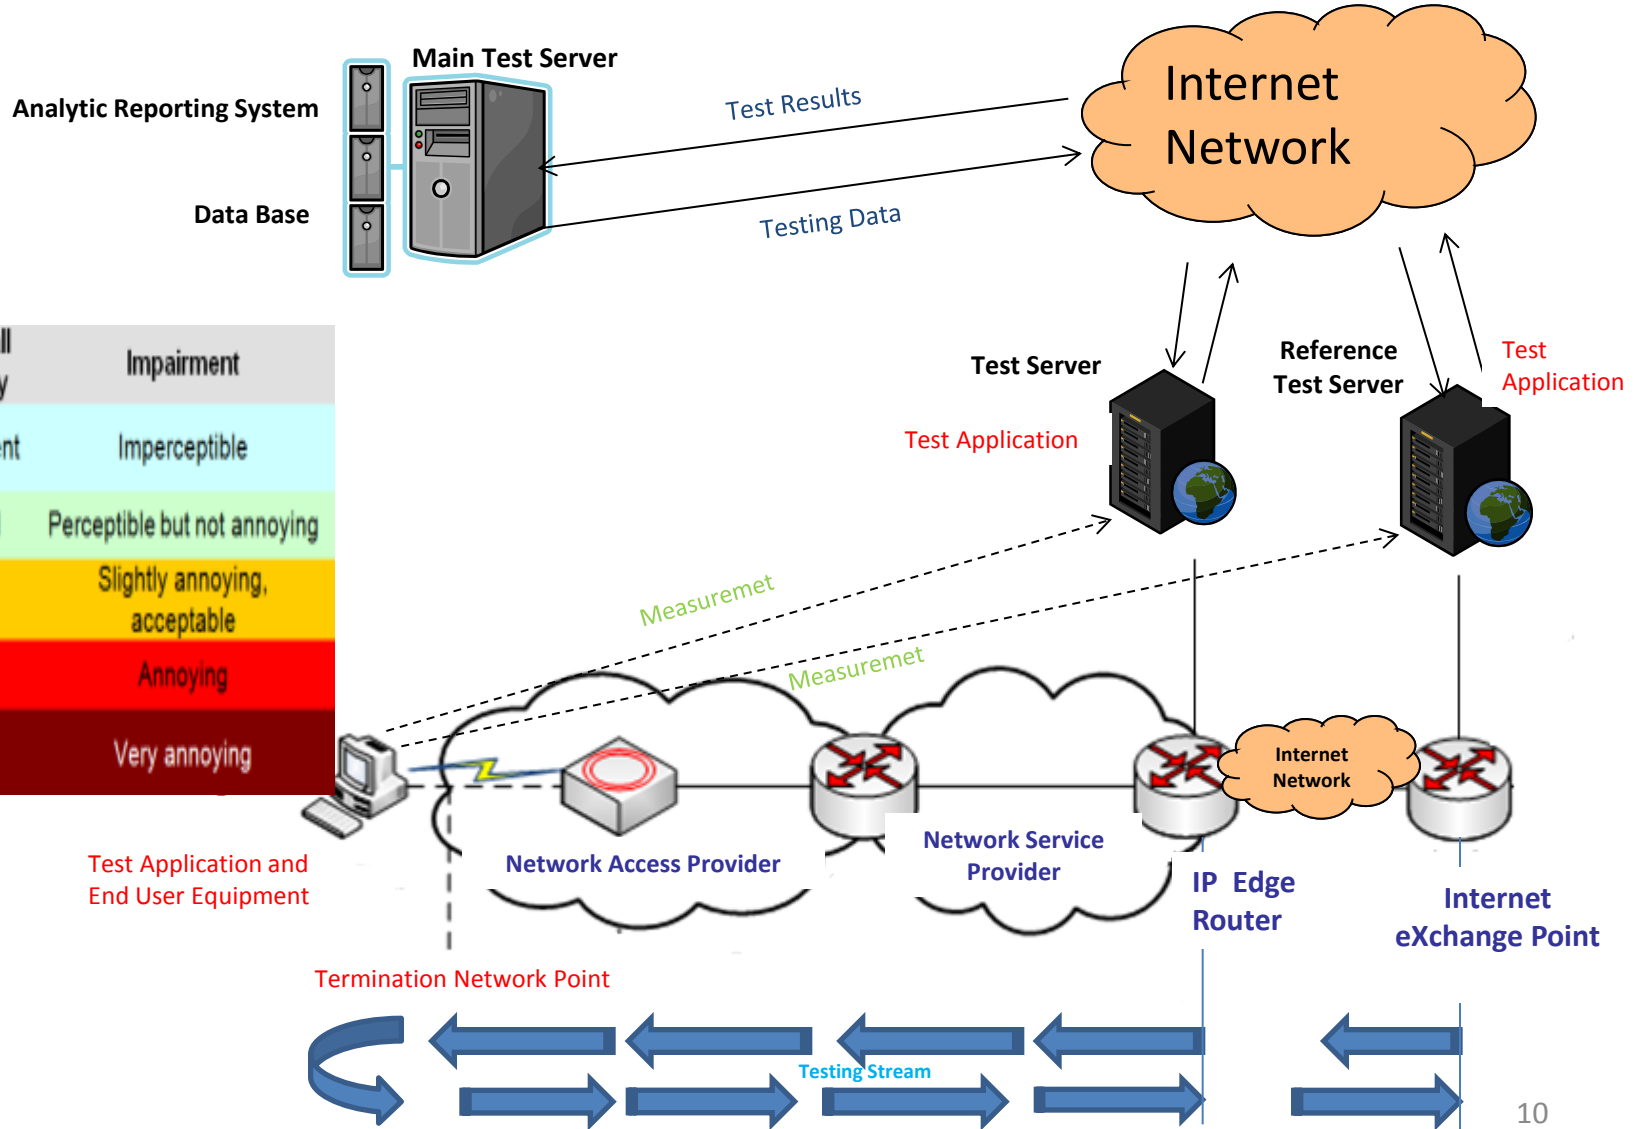 Main Test Server
Analytic Reporting System
Data Base
Test Results
Testing Data
Internet
Network
Impairment
Imperceptible
Perceptible but not annoying
Slightly annoying,
acceptable
Annoying
Very annoying
Test Server
Test Application
Reference
Test Server
Test
Application
Measuremet
Measuremet
Internet
Network
Network Access Provider
Network Service
Provider
IP Edge
Router
Internet
eXchange Point
Test Application and
End User Equipment
Termination Network Point
Testing Stream
10